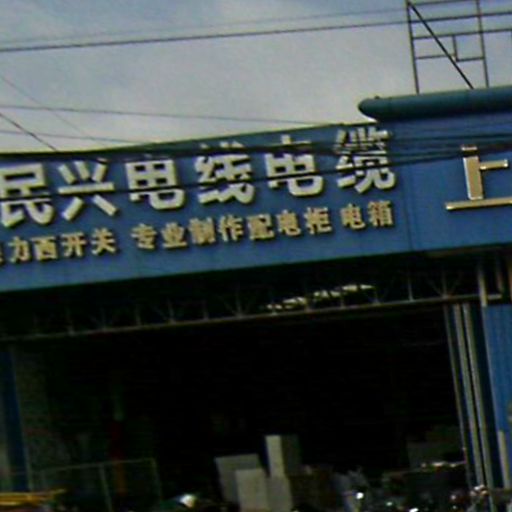 民兴电线电缆
力西开关 专业制作配电柜 电箱
上